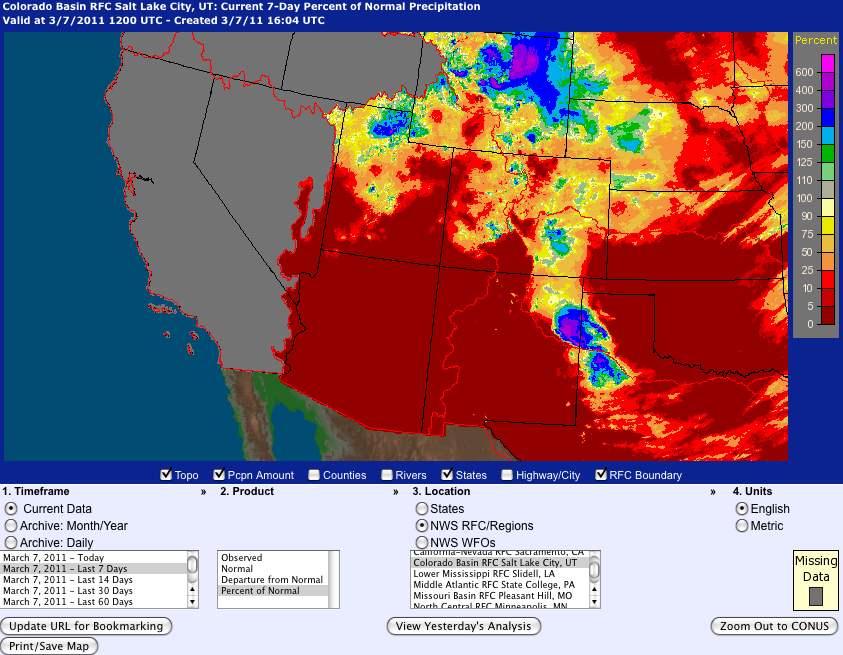 Colorado Basin RFC Salt Lake City, UT: Current 7-Day Percent of Normal Precipitation
Valid at 3/7/2011 1200 UTC - Created 3/7/11 16:04 UTC
Percent
600
400
300
200
150
125
110
100
90
75
50
25
10
5
0
Topo Pcpn Amount Counties Rivers States Highway/City RFC Boundary
1. Timeframe » 2. Product » 3. Location » 4. Units
Current Data
Archive: Month/Year
Archive: Daily
March 7, 2011 - Today
March 7, 2011 - Last 7 Days
March 7, 2011 - Last 14 Days
March 7, 2011 - Last 30 Days
March 7, 2011 - Last 60 Days
Observed
Normal
Departure from Normal
Percent of Normal
States
NWS RFC/Regions
NWS WFOs
California-Nevada RFC Sacramento, CA
Colorado Basin RFC Salt Lake City, UT
Lower Mississippi RFC Slidell, LA
Middle Atlantic RFC State College, PA
Missouri Basin RFC Pleasant Hill, MO
North Central RFC Minneapolis, MN
English
Metric
Missing
Data
Update URL for Bookmarking
View Yesterday's Analysis
Zoom Out to CONUS
Print/Save Map